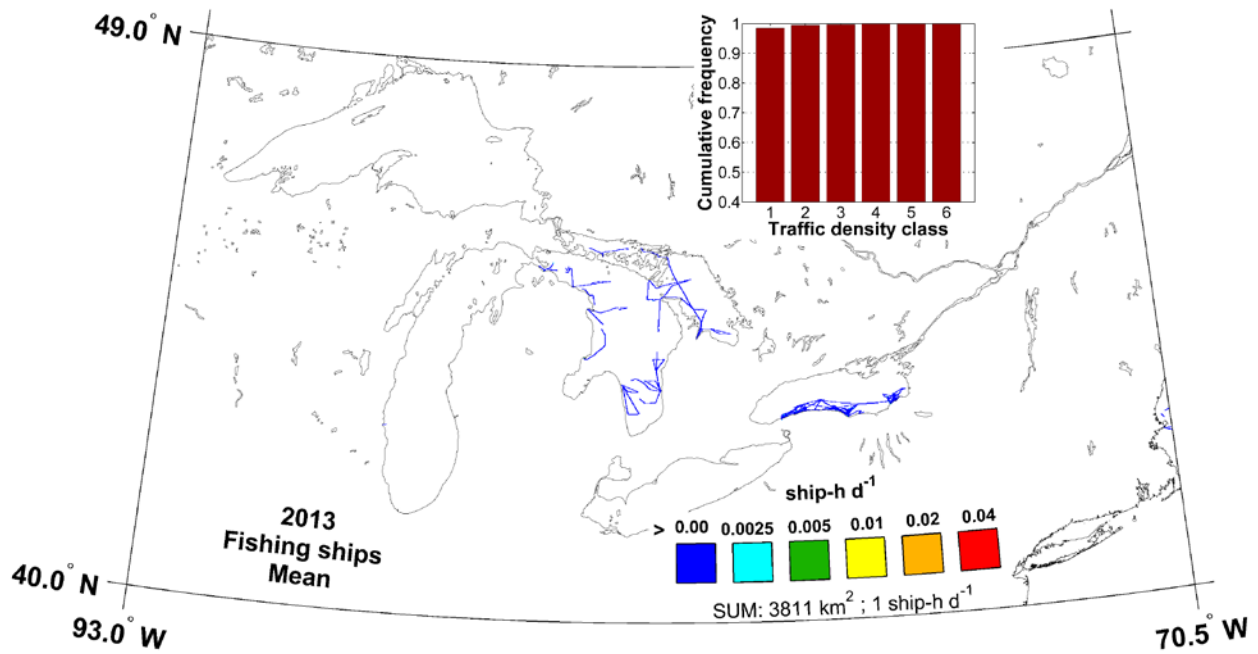 49.0° N
Cumulative frequency
1
0.9
0.8
0.7
0.6
0.5
0.4
1 2 3 4 5 6
Traffic density class
2013
Fishing ships
Mean
ship-h d⁻¹
> 0.00 0.0025 0.005 0.01 0.02 0.04
SUM: 3811 km² ; 1 ship-h d⁻¹
40.0° N
93.0° W
70.5° W